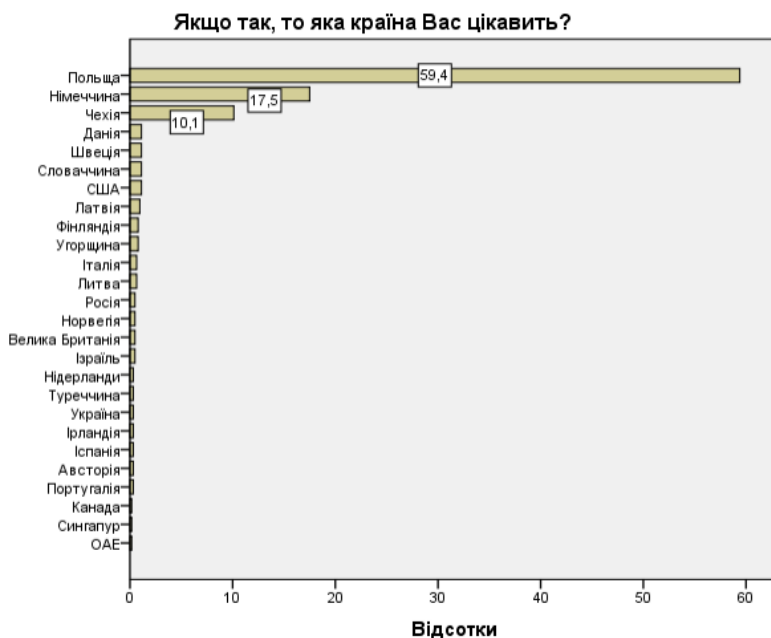 Якщо так, то яка країна Вас цікавить?
Польща
59,4
Німеччина
17,5
Чехія
10,1
Данія
Швеція
Словаччина
США
Латвія
Фінляндія
Угорщина
Італія
Литва
Росія
Норвегія
Велика Британія
Ізраїль
Нідерланди
Туреччина
Україна
Ірландія
Іспанія
Австорія
Португалія
Канада
Сингапур
ОАЕ
0 10 20 30 40 50 60
Відсотки